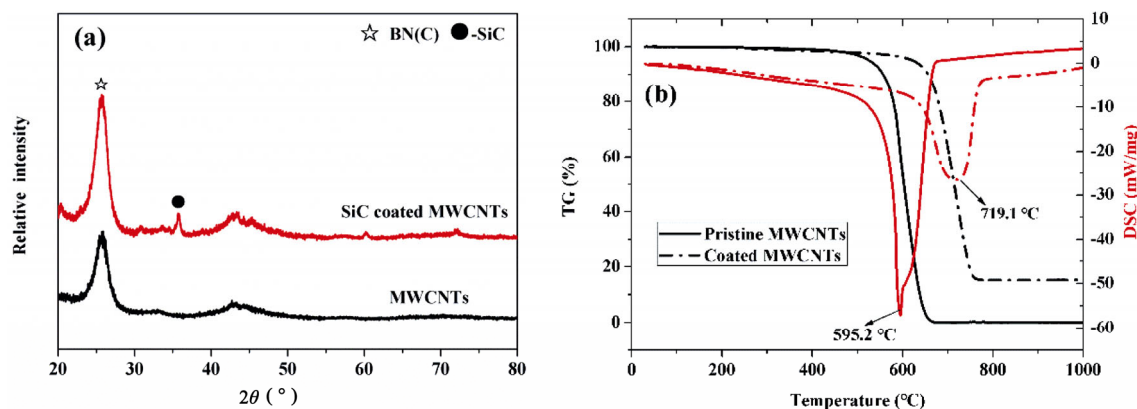 (a)
☆ BN(C) ●-SiC
☆
●
SiC coated MWCNTs
MWCNTs
Relative intensity
20 30 40 50 60 70 80
2θ ( ° )
(b)
100
80
60
40
20
0
TG (%)
10
0
-10
-20
-30
-40
-50
-60
DSC (mW/mg)
719.1 °C
Pristine MWCNTs
Coated MWCNTs
595.2 °C
0 200 400 600 800 1000
Temperature (°C)